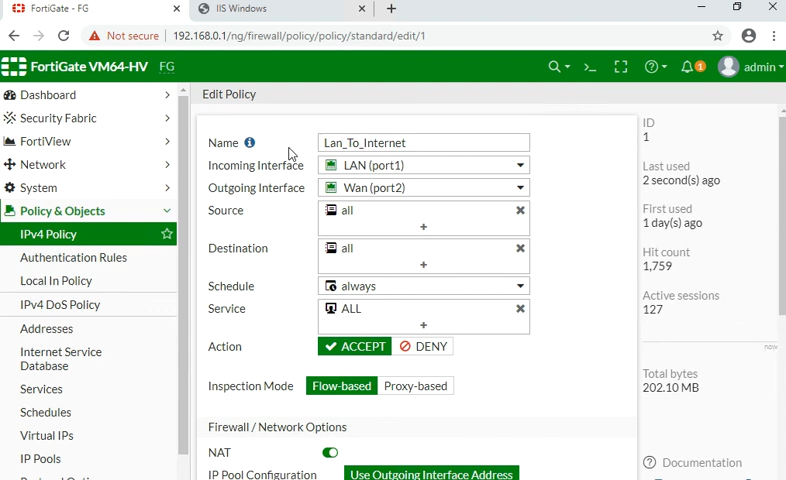 FortiGate - FG
IIS Windows
Not secure 192.168.0.1/ng/firewall/policy/policy/standard/edit/1
FortiGate VM64-HV FG
1 admin
Dashboard
Security Fabric
FortiView
Network
System
Policy & Objects
IPv4 Policy
Authentication Rules
Local In Policy
IPv4 DoS Policy
Addresses
Internet Service
Database
Services
Schedules
Virtual IPs
IP Pools
Edit Policy
Name Lan_To_Internet
Incoming Interface LAN (port1)
Outgoing Interface Wan (port2)
Source all
+
Destination all
+
Schedule always
Service ALL
+
Action ACCEPT DENY
Inspection Mode Flow-based Proxy-based
Firewall / Network Options
NAT
IP Pool Configuration Use Outgoing Interface Address
ID
1
Last used
2 second(s) ago
First used
1 day(s) ago
Hit count
1,759
Active sessions
127
now
Total bytes
202.10 MB
Documentation